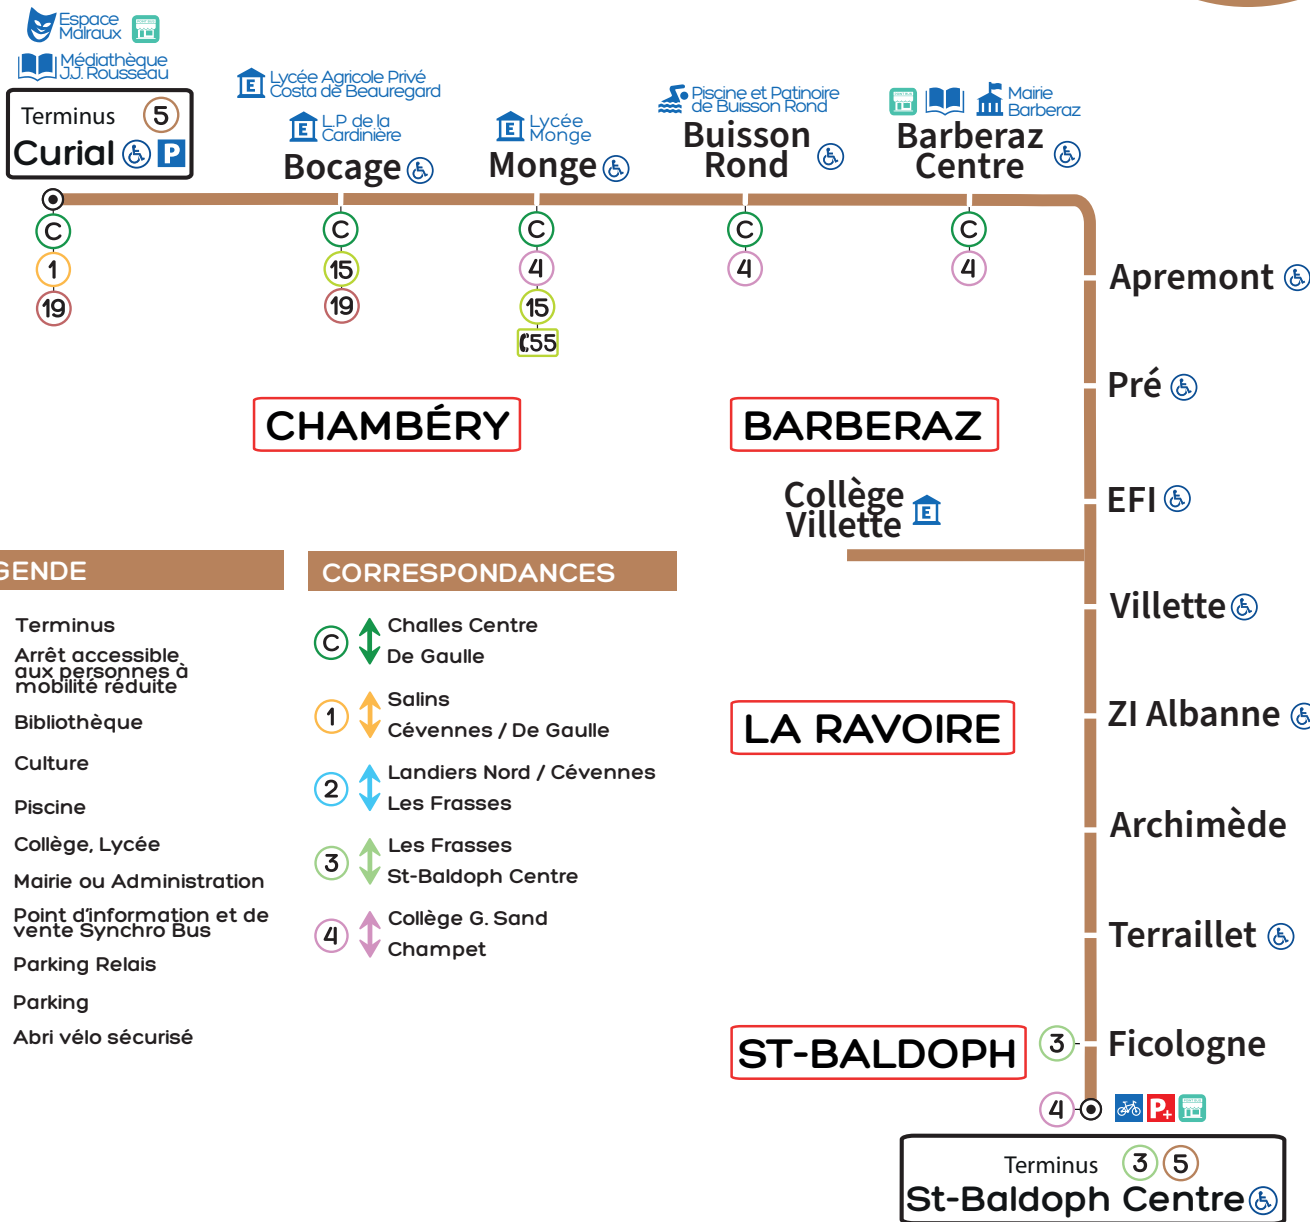 Espace
Malraux
Médiathèque
J.J. Rousseau
Terminus 5
Curial P
Lycée Agricole Privé
Costa de Beauregard
E
L.P de la
Cardinière
E
Bocage
Lycée
Monge
E
Monge
Piscine et Patinoire
de Buisson Rond
Buisson
Rond
Mairie
Barberaz
Barberaz
Centre
C
1
19
C
15
19
C
4
15
55
C
4
C
4
Apremont
Pré
EFI
CHAMBÉRY
BARBERAZ
Collège
Villette
E
Villette
ZI Albanne
LA RAVOIRE
Archimède
Terraillet
ST-BALDOPH
3
Ficologne
4
P+
Terminus 3 5
St-Baldoph Centre
GENDE
Terminus
Arrêt accessible
aux personnes à
mobilité réduite
Bibliothèque
Culture
Piscine
Collège, Lycée
Mairie ou Administration
Point d'information et de
vente Synchro Bus
Parking Relais
Parking
Abri vélo sécurisé
CORRESPONDANCES
C
Challes Centre
De Gaulle
1
Salins
Cévennes / De Gaulle
2
Landiers Nord / Cévennes
Les Frasses
3
Les Frasses
St-Baldoph Centre
4
Collège G. Sand
Champet